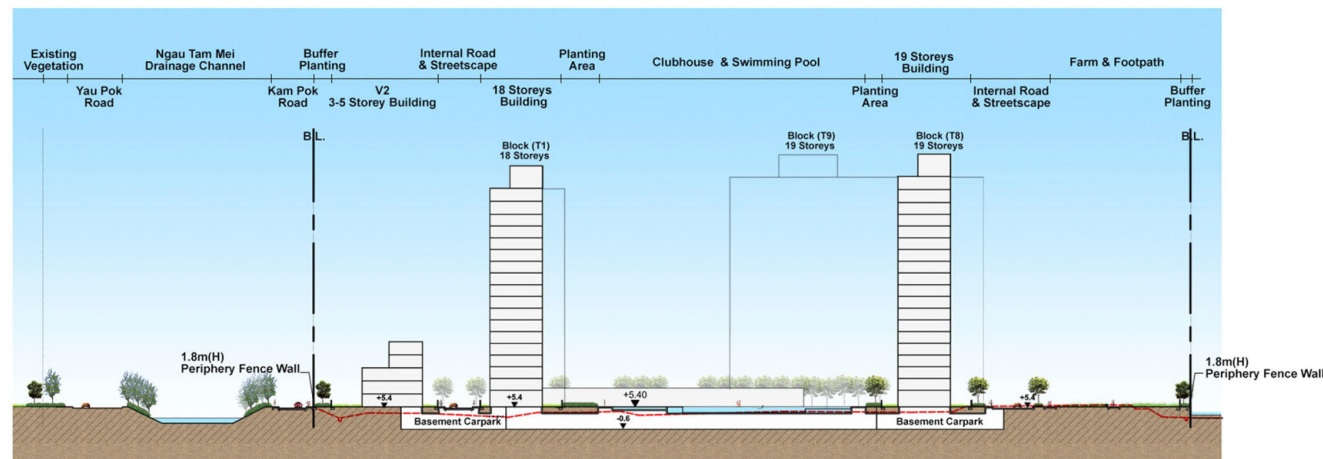 Existing
Vegetation
Ngau Tam Mei
Drainage Channel
Buffer
Planting
Internal Road
& Streetscape
Planting
Area
Clubhouse & Swimming Pool
19 Storeys
Building
Farm & Footpath
Yau Pok
Road
Kam Pok
Road
V2
3-5 Storey Building
18 Storeys
Building
Planting
Area
Internal Road
& Streetscape
Buffer
Planting
B.L.
B.L.
Block (T1)
18 Storeys
Block (T9)
19 Storeys
Block (T8)
19 Storeys
1.8m(H)
Periphery Fence Wall
1.8m(H)
Periphery Fence Wall
+5.4
+5.4
+5.40
+5.4
+5.4
-0.6
Basement Carpark
Basement Carpark